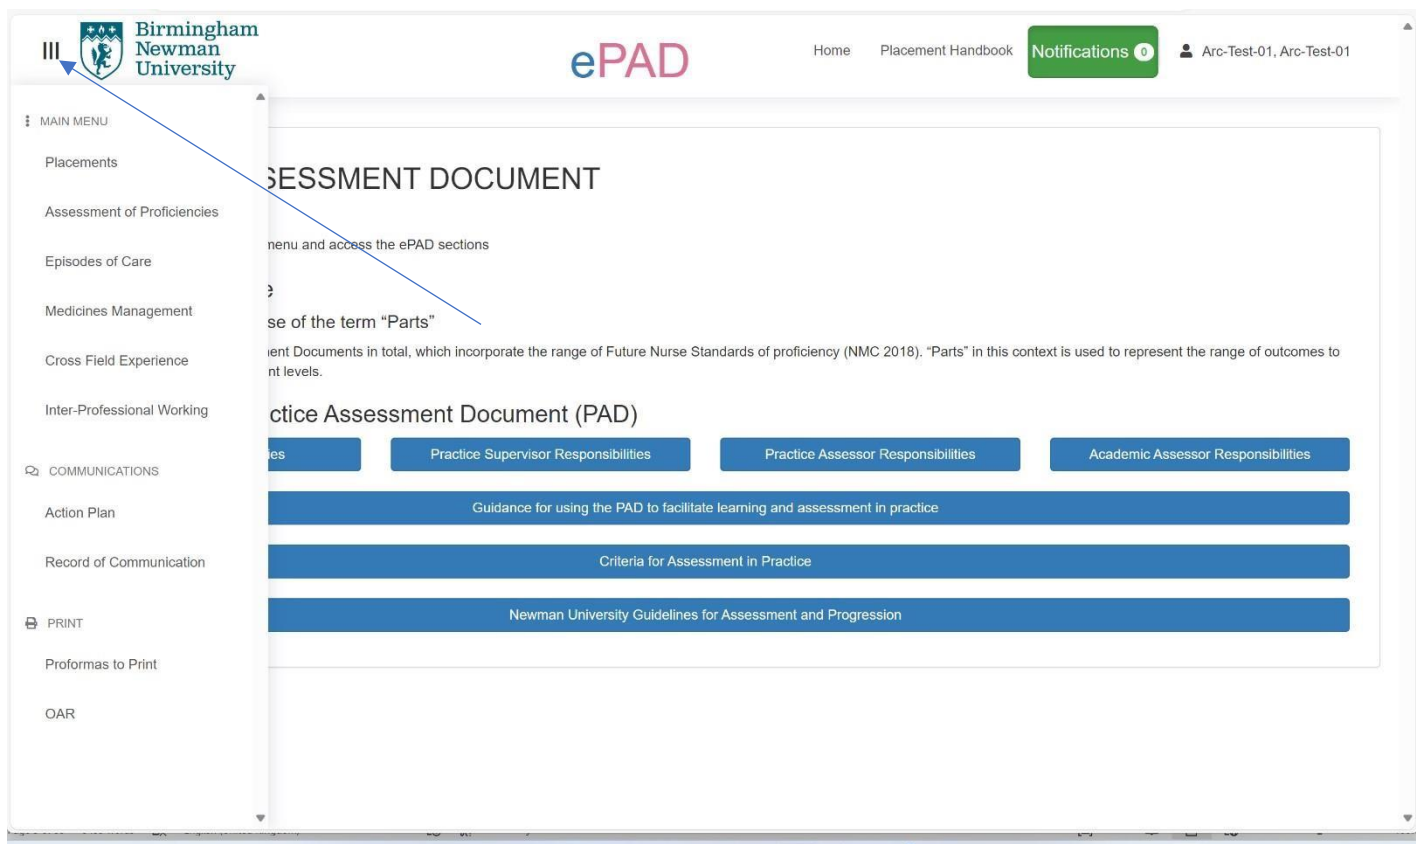 Birmingham
Newman
University
ePAD
Home
Placement Handbook
Notifications 0
Arc-Test-01, Arc-Test-01
MAIN MENU
Placements
Assessment of Proficiencies
Episodes of Care
Medicines Management
Cross Field Experience
Inter-Professional Working
COMMUNICATIONS
Action Plan
Record of Communication
PRINT
Proformas to Print
OAR
SESSMENT DOCUMENT
menu and access the ePAD sections
e
se of the term “Parts”
ent Documents in total, which incorporate the range of Future Nurse Standards of proficiency (NMC 2018). “Parts” in this context is used to represent the range of outcomes to
nt levels.
ctice Assessment Document (PAD)
ies
Practice Supervisor Responsibilities
Practice Assessor Responsibilities
Academic Assessor Responsibilities
Guidance for using the PAD to facilitate learning and assessment in practice
Criteria for Assessment in Practice
Newman University Guidelines for Assessment and Progression